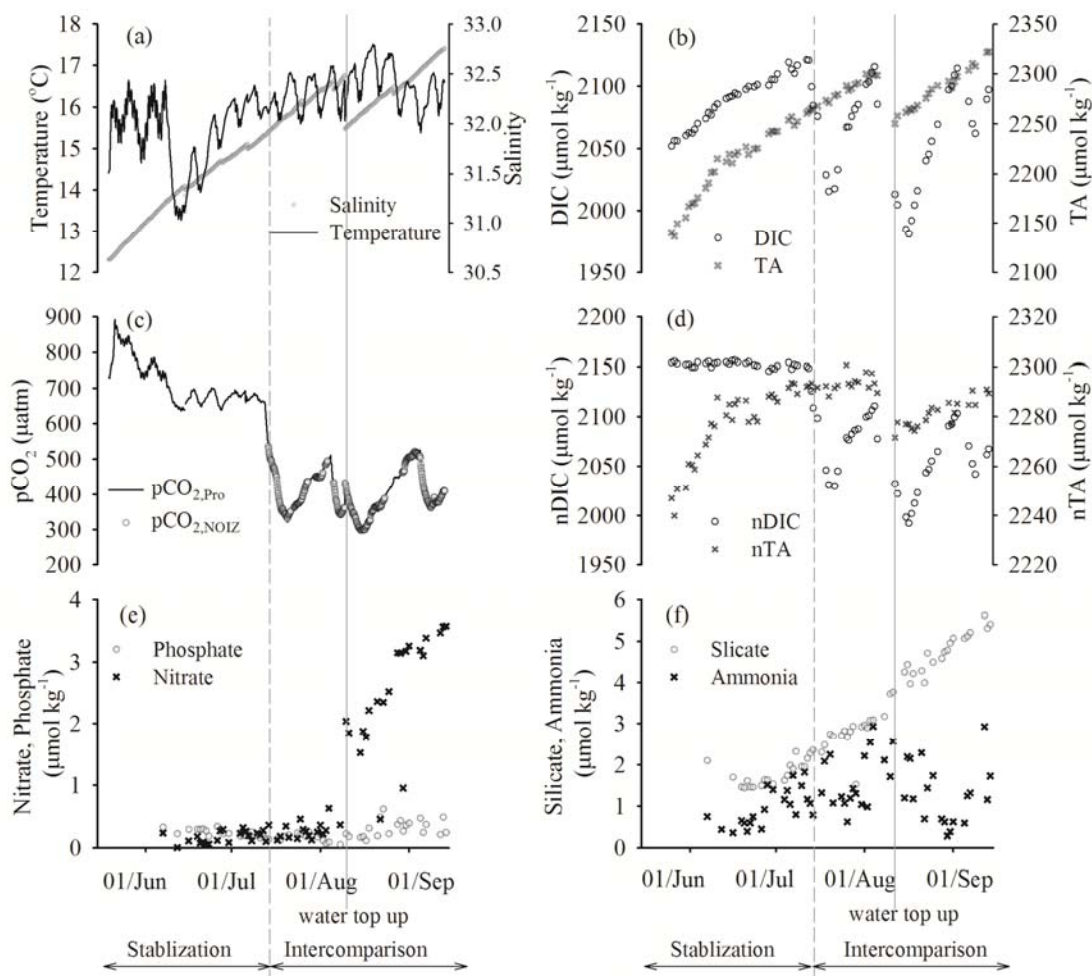 (a)
Temperature (°C)
18
17
16
15
14
13
12
33.0
32.5
32.0
31.5
31.0
30.5
Salinity
Salinity
Temperature
(b)
DIC (μmol kg-1)
2150
2100
2050
2000
1950
2350
2300
2250
2200
2150
2100
TA (μmol kg-1)
DIC
TA
(c)
pCO2 (μatm)
900
800
700
600
500
400
300
200
pCO2,Pro
pCO2,NOIZ
(d)
nDIC (μmol kg-1)
2200
2150
2100
2050
2000
1950
2320
2300
2280
2260
2240
2220
nTA (μmol kg-1)
nDIC
nTA
(e)
Nitrate, Phosphate
(μmol kg-1)
4
3
2
1
0
Phosphate
Nitrate
01/Jun 01/Jul 01/Aug 01/Sep
water top up
Stablization Intercomparison
(f)
Silicate, Ammonia
(μmol kg-1)
6
5
4
3
2
1
0
Slicate
Ammonia
01/Jun 01/Jul 01/Aug 01/Sep
water top up
Stablization Intercomparison